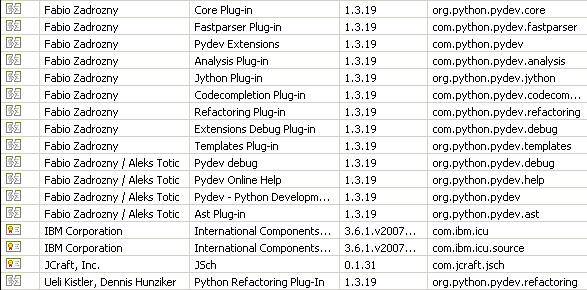 Fabio Zadrozny Core Plug-in 1.3.19 org.python.pydev.core
Fabio Zadrozny Fastparser Plug-in 1.3.19 com.python.pydev.fastparser
Fabio Zadrozny Pydev Extensions 1.3.19 com.python.pydev
Fabio Zadrozny Analysis Plug-in 1.3.19 com.python.pydev.analysis
Fabio Zadrozny Jython Plug-in 1.3.19 org.python.pydev.jython
Fabio Zadrozny Codecompletion Plug-in 1.3.19 com.python.pydev.codecom...
Fabio Zadrozny Refactoring Plug-in 1.3.19 com.python.pydev.refactoring
Fabio Zadrozny Extensions Debug Plug-in 1.3.19 com.python.pydev.debug
Fabio Zadrozny Templates Plug-in 1.3.19 org.python.pydev.templates
Fabio Zadrozny / Aleks Totic Pydev debug 1.3.19 org.python.pydev.debug
Fabio Zadrozny / Aleks Totic Pydev Online Help 1.3.19 org.python.pydev.help
Fabio Zadrozny / Aleks Totic Pydev - Python Developm... 1.3.19 org.python.pydev
Fabio Zadrozny / Aleks Totic Ast Plug-in 1.3.19 org.python.pydev.ast
IBM Corporation International Components... 3.6.1.v2007... com.ibm.icu
IBM Corporation International Components... 3.6.1.v2007... com.ibm.icu.source
JCraft, Inc. JSch 0.1.31 com.jcraft.jsch
Ueli Kistler, Dennis Hunziker Python Refactoring Plug-In 1.3.19 org.python.pydev.refactoring